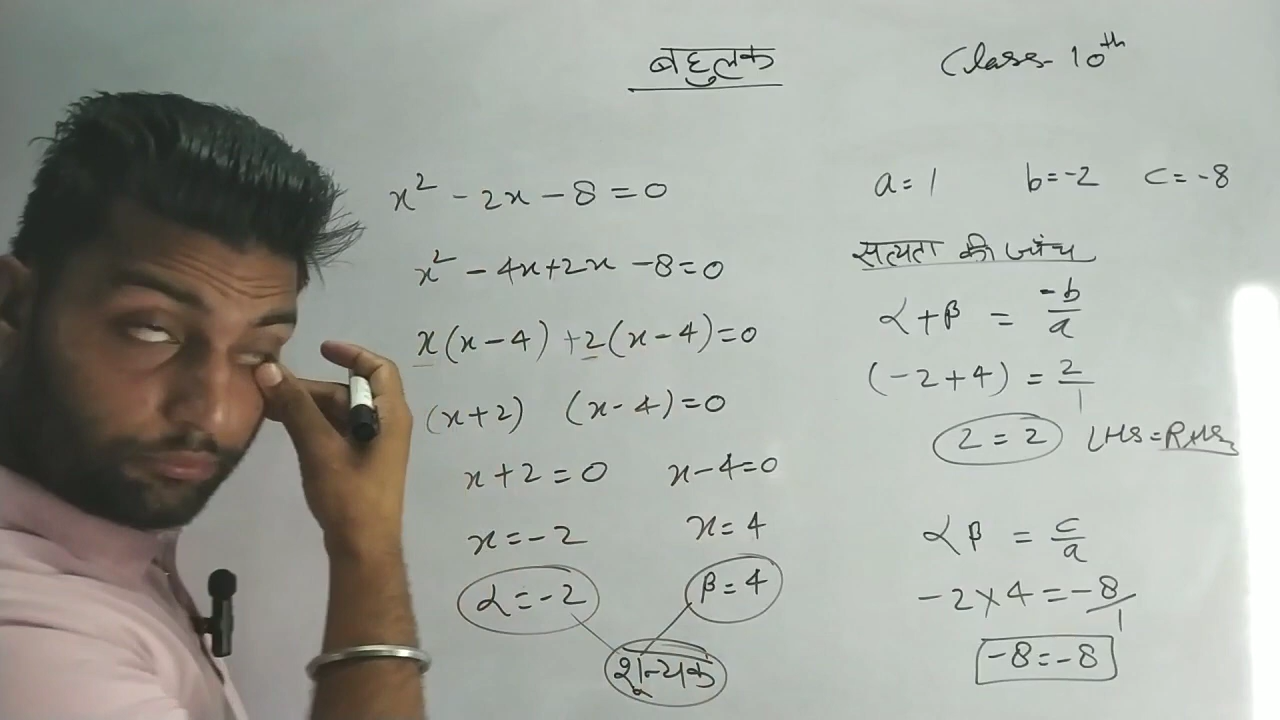 बहुलक
Class- 10th
x² - 2x - 8 = 0
x² - 4x + 2x - 8 = 0
x(x - 4) + 2(x - 4) = 0
(x + 2) (x - 4) = 0
x + 2 = 0 x - 4 = 0
x = -2 x = 4
α = -2 β = 4
शून्यक
a = 1 b = -2 c = -8
सत्यता की जांच
α + β = -b/a
(-2 + 4) = 2/1
2 = 2 LHS = RHS
αβ = c/a
-2 × 4 = -8/1
-8 = -8